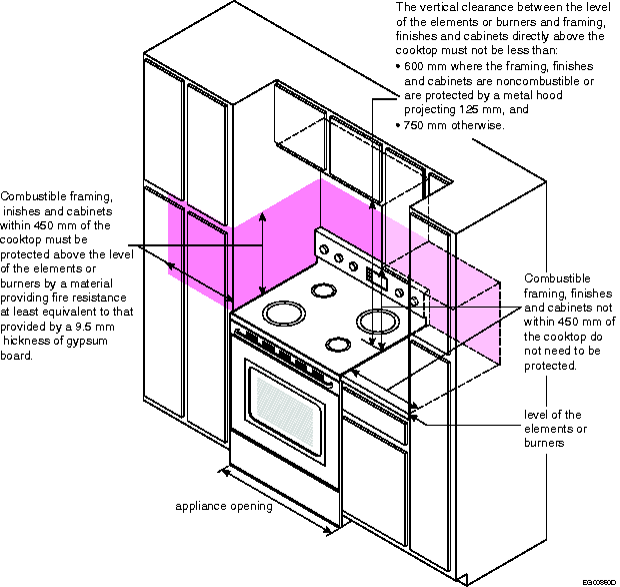 The vertical clearance between the level
of the elements or burners and framing,
finishes and cabinets directly above the
cooktop must not be less than:
• 600 mm where the framing, finishes
and cabinets are noncombustible or
are protected by a metal hood
projecting 125 mm, and
• 750 mm otherwise.
Combustible framing,
inishes and cabinets
within 450 mm of the
cooktop must be
protected above the level
of the elements or
burners by a material
providing fire resistance
at least equivalent to that
provided by a 9.5 mm
hickness of gypsum
board.
Combustible
framing, finishes
and cabinets not
within 450 mm of
the cooktop do
not need to be
protected.
level of the
elements or
burners
appliance opening
EG00880D